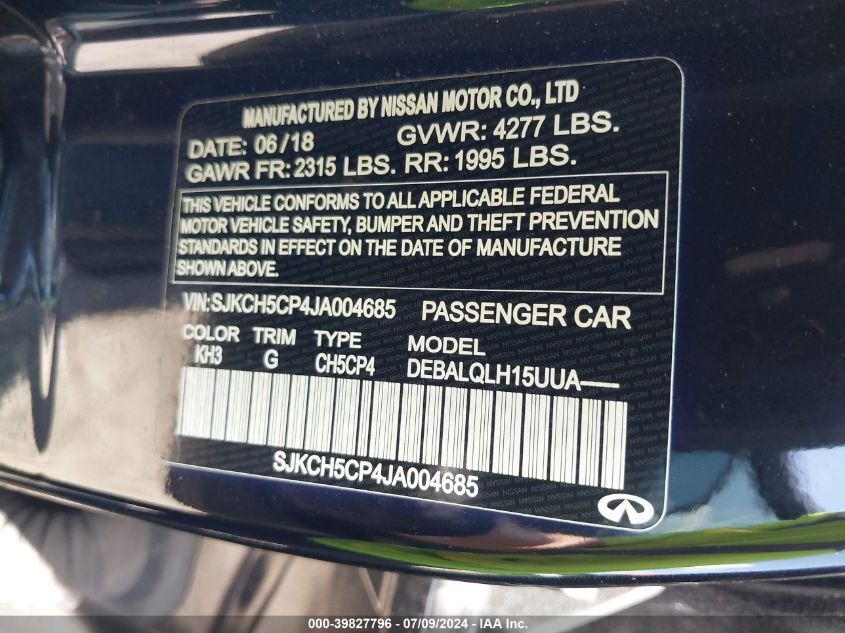 MANUFACTURED BY NISSAN MOTOR CO., LTD
DATE: 06/18 GVWR: 4277 LBS.
GAWR FR: 2315 LBS. RR: 1995 LBS.
THIS VEHICLE CONFORMS TO ALL APPLICABLE FEDERAL
MOTOR VEHICLE SAFETY, BUMPER AND THEFT PREVENTION
STANDARDS IN EFFECT ON THE DATE OF MANUFACTURE
SHOWN ABOVE.
VIN:SJKCH5CP4JA004685 PASSENGER CAR
COLOR TRIM TYPE MODEL
KH3 G CH5CP4 DEBALQLH15UUA-----
SJKCH5CP4JA004685
000-39827796 - 07/09/2024 - IAA Inc.